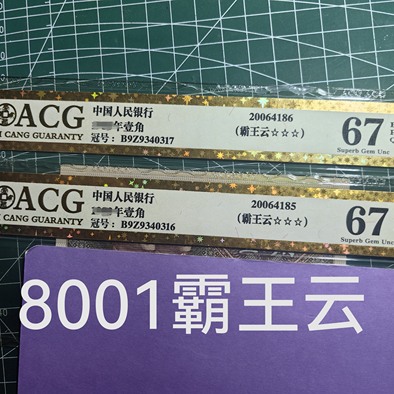 ACG
CANG GUARANTY
中国人民银行
年壹角
冠号：B9Z9340317
20064186
(霸王云☆☆☆)
67
Superb Gem Unc
ACG
CANG GUARANTY
中国人民银行
年壹角
冠号：B9Z9340316
20064185
(霸王云☆☆☆)
67
Superb Gem Unc
8001霸王云